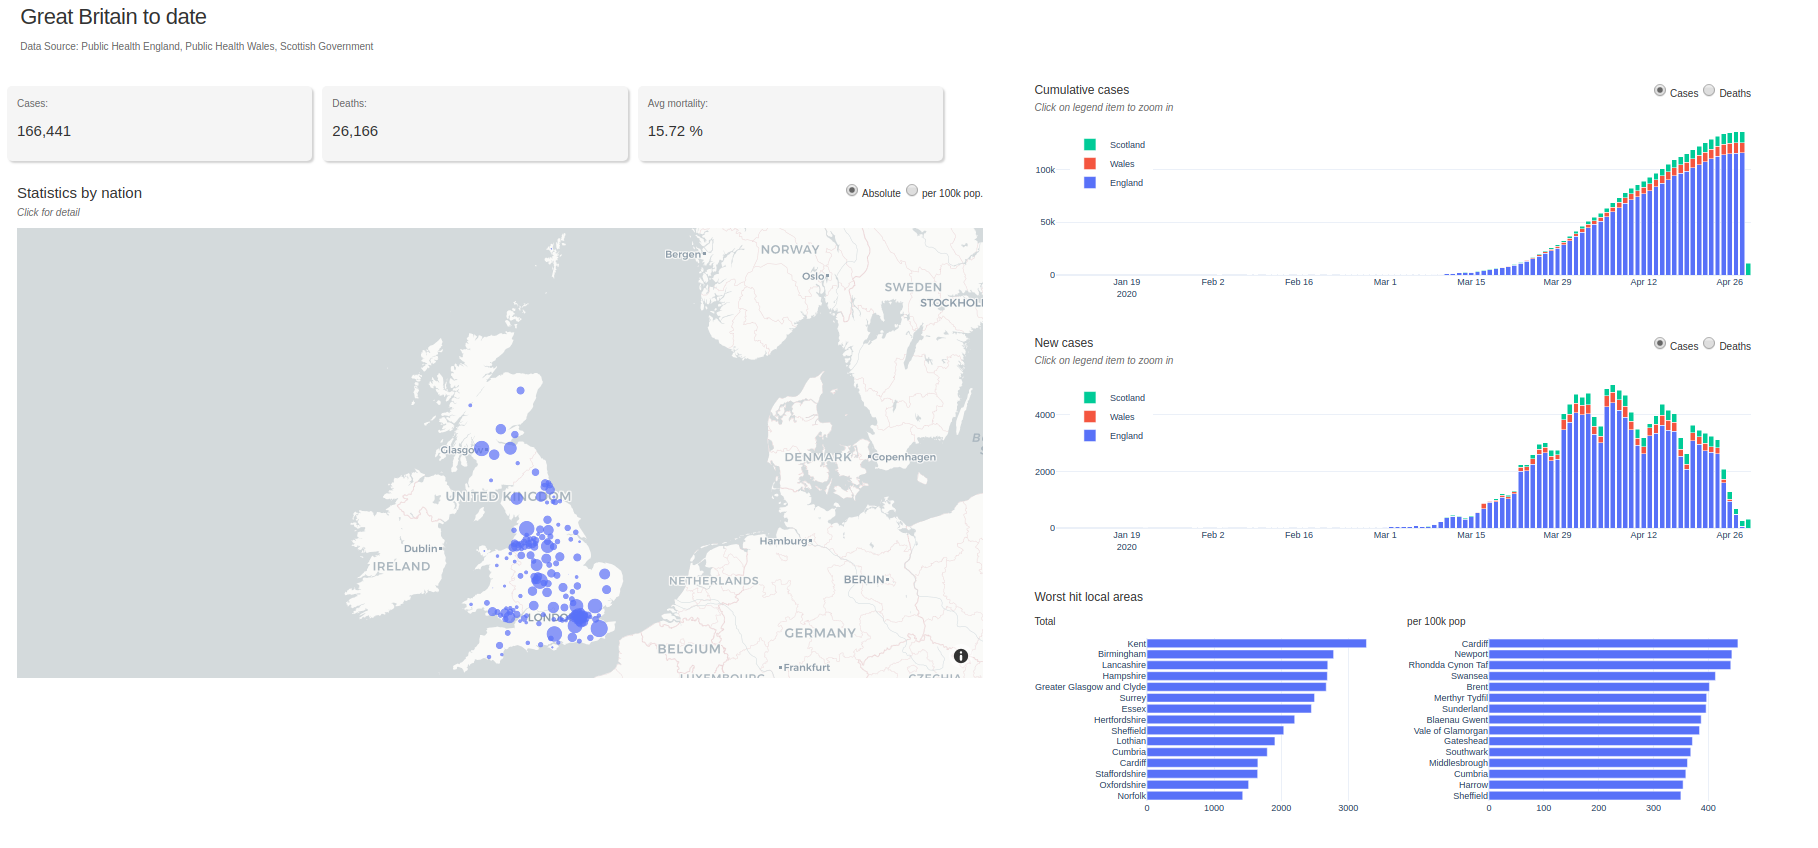 Great Britain to date
Data Source: Public Health England, Public Health Wales, Scottish Government
Cases:
166,441
Deaths:
26,166
Avg mortality:
15.72 %
Statistics by nation
Click for detail
Absolute
per 100k pop.
NORWAY
Bergen
Oslo
SWEDEN
STOCKHOL
Glasgow
DENMARK
Copenhagen
UNITED KINGDOM
Dublin
IRELAND
Hamburg
NETHERLANDS
BERLIN
LONDO
GERMANY
BELGIUM
Frankfurt
LUXEMBOURG
CZECHIA
Cumulative cases
Click on legend item to zoom in
Cases
Deaths
Scotland
Wales
England
100k
50k
0
Jan 19
2020
Feb 2
Feb 16
Mar 1
Mar 15
Mar 29
Apr 12
Apr 26
New cases
Click on legend item to zoom in
Cases
Deaths
Scotland
Wales
England
4000
2000
0
Jan 19
2020
Feb 2
Feb 16
Mar 1
Mar 15
Mar 29
Apr 12
Apr 26
Worst hit local areas
Total
Kent
Birmingham
Lancashire
Hampshire
Greater Glasgow and Clyde
Surrey
Essex
Hertfordshire
Sheffield
Lothian
Cumbria
Cardiff
Staffordshire
Oxfordshire
Norfolk
0
1000
2000
3000
per 100k pop
Cardiff
Newport
Rhondda Cynon Taf
Swansea
Brent
Merthyr Tydfil
Sunderland
Blaenau Gwent
Vale of Glamorgan
Gateshead
Southwark
Middlesbrough
Cumbria
Harrow
Sheffield
0
100
200
300
400